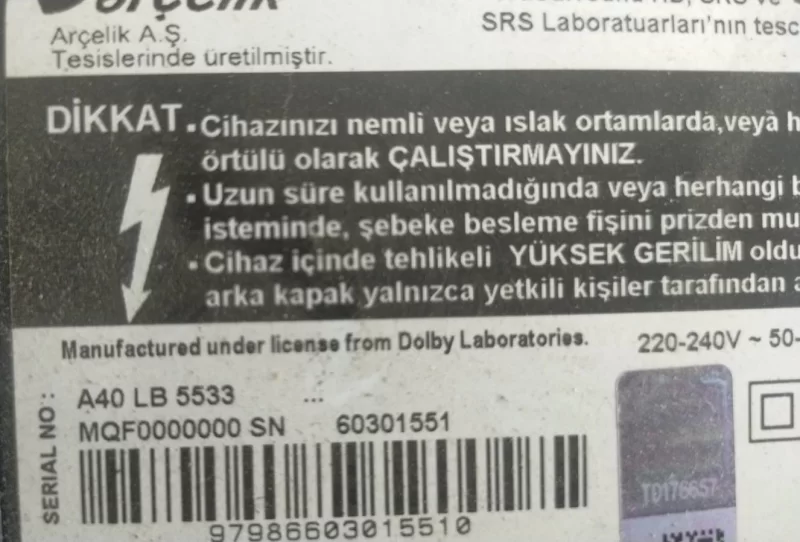 arçelik
Arçelik A.Ş.
Tesislerinde üretilmiştir.
SRS Laboratuarları'nın tesc
DİKKAT
• Cihazınızı nemli veya ıslak ortamlarda,veya h
örtülü olarak ÇALIŞTIRMAYINIZ.
• Uzun süre kullanılmadığında veya herhangi b
isteminde, şebeke besleme fişini prizden mu
• Cihaz içinde tehlikeli YÜKSEK GERİLİM oldu
arka kapak yalnızca yetkili kişiler tarafından a
Manufactured under license from Dolby Laboratories.
220-240V ~ 50-
SERIAL NO:
A40 LB 5533 ...
MQF0000000 SN 60301551
97986603015510
TD176657